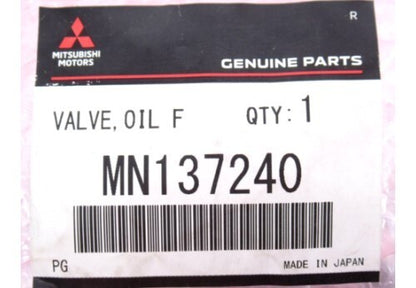 R
MITSUBISHI
MOTORS
GENUINE PARTS
VALVE, OIL F QTY: 1
MN137240
PG MADE IN JAPAN